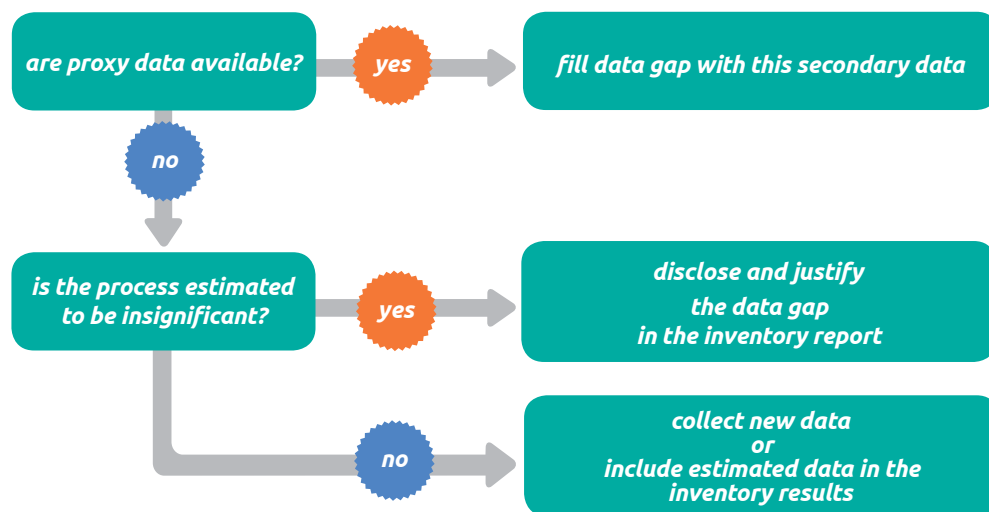 are proxy data available?
yes
fill data gap with this secondary data
no
is the process estimated
to be insignificant?
yes
disclose and justify
the data gap
in the inventory report
no
collect new data
or
include estimated data in the
inventory results